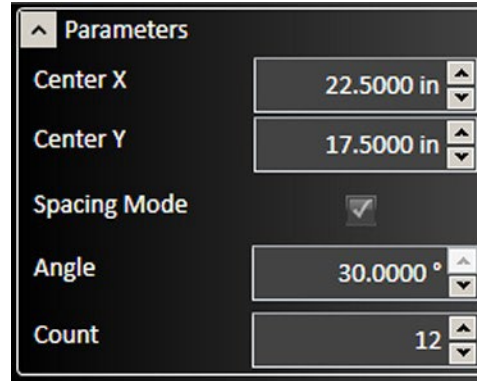 Parameters
Center X 22.5000 in
Center Y 17.5000 in
Spacing Mode
Angle 30.0000 °
Count 12